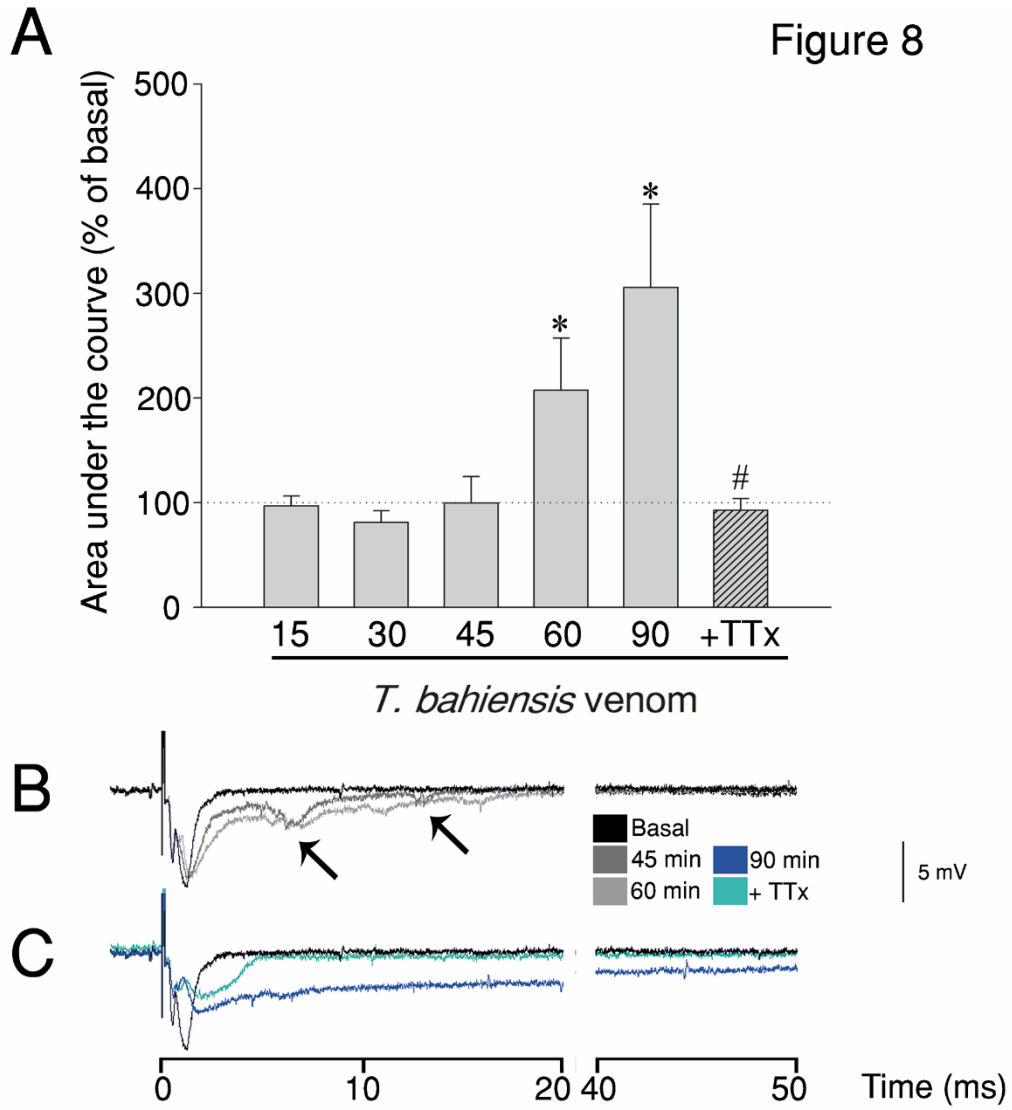 A
Figure 8
Area under the courve (% of basal)
500
400
300
200
100
0
*
*
#
15 30 45 60 90 +TTx
T. bahiensis venom
B
Basal
45 min 90 min
60 min + TTx
5 mV
C
0 10 20 40 50 Time (ms)